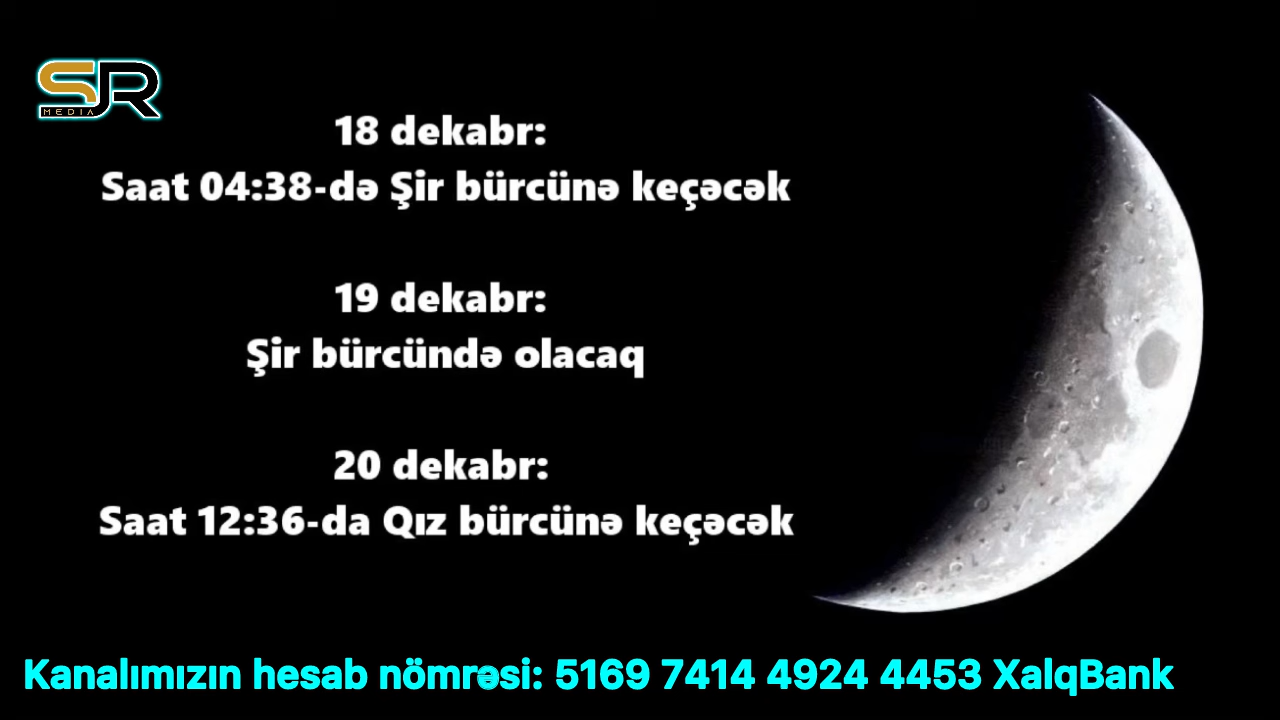 SR
MEDIA
18 dekabr:
Saat 04:38-də Şir bürcünə keçəcək
19 dekabr:
Şir bürcündə olacaq
20 dekabr:
Saat 12:36-da Qız bürcünə keçəcək
Kanalımızın hesab nömrəsi: 5169 7414 4924 4453 XalqBank